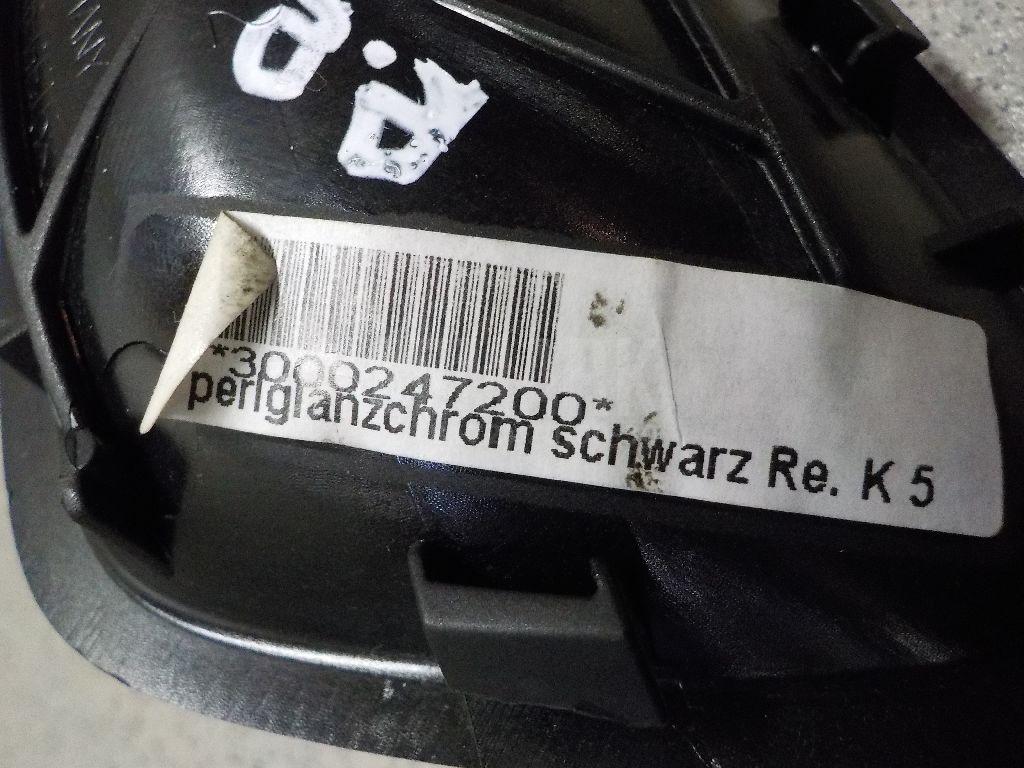 *3000247200*
perlglanzchrom schwarz Re. K 5